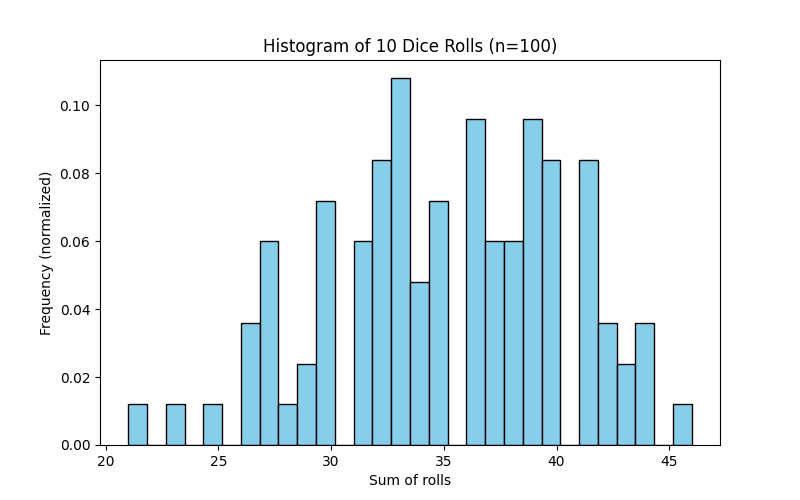 Histogram of 10 Dice Rolls (n=100)
Frequency (normalized)
0.10
0.08
0.06
0.04
0.02
0.00
20 25 30 35 40 45
Sum of rolls